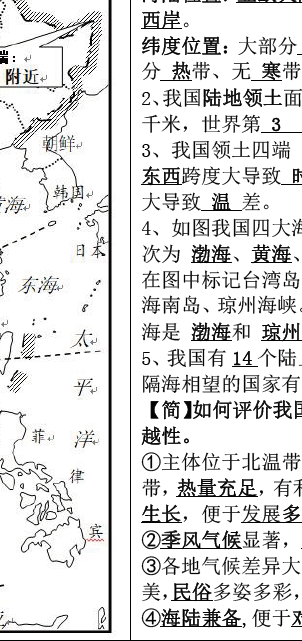 端：
附近
朝鲜
黄海
韩国
日本
东海
太
平
洋
菲
律
宾
西岸。
纬度位置：大部分
分 热带、无 寒带
2、我国陆地领土面
千米，世界第 3
3、我国领土四端
东西跨度大导致 时
大导致 温 差。
4、如图我国四大海
次为 渤海、黄海、
在图中标记台湾岛
海南岛、琼州海峡。
海是 渤海和 琼州
5、我国有 14 个陆
隔海相望的国家有
【简】如何评价我国
越性。
①主体位于北温带
带，热量充足，有利
生长，便于发展多
②季风气候显著，
③各地气候差异大
美，民俗多姿多彩，
④海陆兼备，便于对